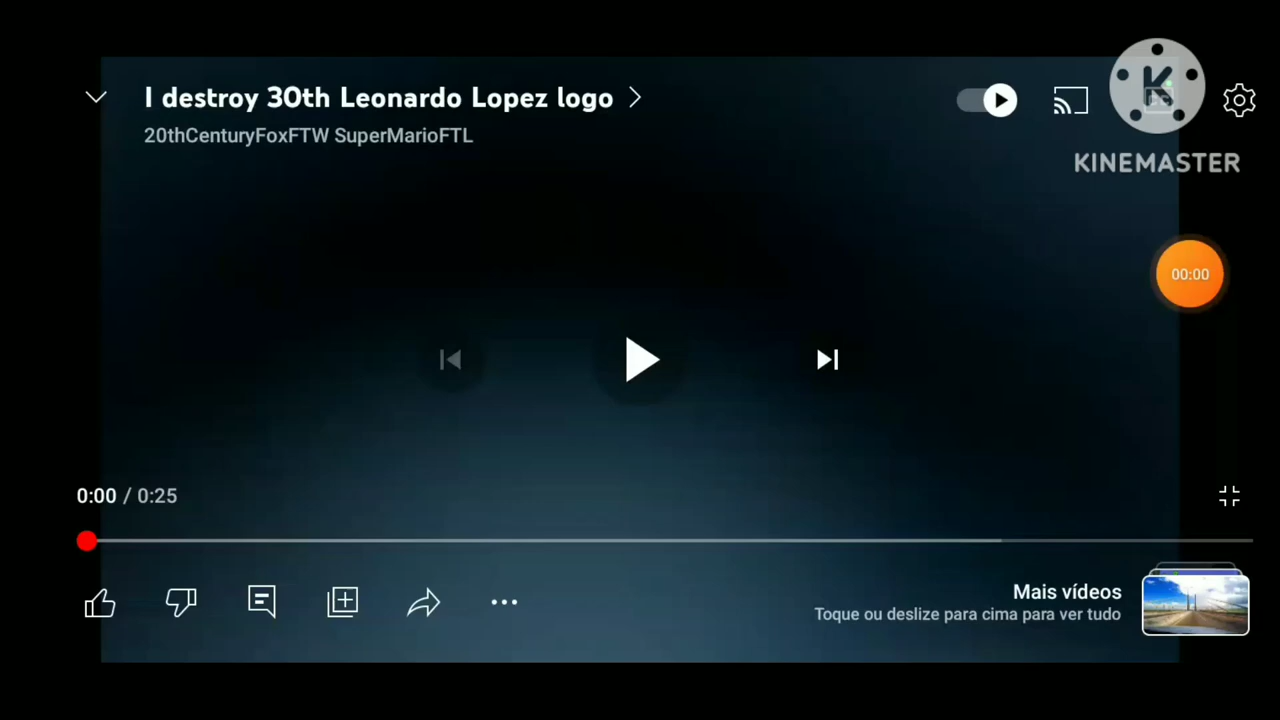 I destroy 30th Leonardo Lopez logo
20thCenturyFoxFTW SuperMarioFTL
KINEMASTER
00:00
0:00 / 0:25
Mais vídeos
Toque ou deslize para cima para ver tudo